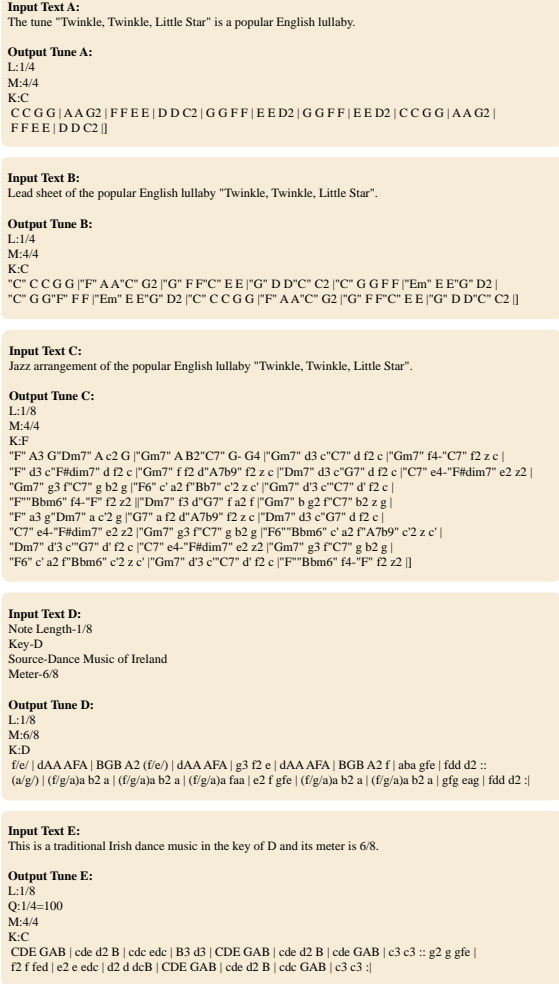 Input Text A:
The tune "Twinkle, Twinkle, Little Star" is a popular English lullaby.
Output Tune A:
L:1/4
M:4/4
K:C
C C G G | A A G2 | F F E E | D D C2 | G G F F | E E D2 | G G F F | E E D2 | C C G G | A A G2 |
F F E E | D D C2 |]
Input Text B:
Lead sheet of the popular English lullaby "Twinkle, Twinkle, Little Star".
Output Tune B:
L:1/4
M:4/4
K:C
"C" C C G G |"F" A A"C" G2 |"G" F F"C" E E |"G" D D"C" C2 |"C" G G F F |"Em" E E"G" D2 |
"C" G G"F" F F |"Em" E E"G" D2 |"C" C C G G |"F" A A"C" G2 |"G" F F"C" E E |"G" D D"C" C2 |]
Input Text C:
Jazz arrangement of the popular English lullaby "Twinkle, Twinkle, Little Star".
Output Tune C:
L:1/8
M:4/4
K:F
"F" A3 G"Dm7" A c2 G |"Gm7" A B2"C7" G- G4 |"Gm7" d3 c"C7" d f2 c |"Gm7" f4-"C7" f2 z c |
"F" d3 c"F#dim7" d f2 c |"Gm7" f f2 d"A7b9" f2 z c |"Dm7" d3 c"G7" d f2 c |"C7" e4-"F#dim7" e2 z2 |
"Gm7" g3 f"C7" g b2 g |"F6" c' a2 f"Bb7" c'2 z c' |"Gm7" d'3 c'"C7" d' f2 c |
"F""Bbm6" f4-"F" f2 z2 ||"Dm7" f3 d"G7" f a2 f |"Gm7" b g2 f"C7" b2 z g |
"F" a3 g"Dm7" a c'2 g |"G7" a f2 d"A7b9" f2 z c |"Dm7" d3 c"G7" d f2 c |
"C7" e4-"F#dim7" e2 z2 |"Gm7" g3 f"C7" g b2 g |"F6""Bbm6" c' a2 f"A7b9" c'2 z c' |
"Dm7" d'3 c'"G7" d' f2 c |"C7" e4-"F#dim7" e2 z2 |"Gm7" g3 f"C7" g b2 g |
"F6" c' a2 f"Bbm6" c'2 z c' |"Gm7" d'3 c'"C7" d' f2 c |"F""Bbm6" f4-"F" f2 z2 |]
Input Text D:
Note Length-1/8
Key-D
Source-Dance Music of Ireland
Meter-6/8
Output Tune D:
L:1/8
M:6/8
K:D
f/e/ | dAA AFA | BGB A2 (f/e/) | dAA AFA | g3 f2 e | dAA AFA | BGB A2 f | aba gfe | fdd d2 ::
(a/g/) | (f/g/a)a b2 a | (f/g/a)a b2 a | (f/g/a)a faa | e2 f gfe | (f/g/a)a b2 a | (f/g/a)a b2 a | gfg eag | fdd d2 :|
Input Text E:
This is a traditional Irish dance music in the key of D and its meter is 6/8.
Output Tune E:
L:1/8
Q:1/4=100
M:4/4
K:C
CDE GAB | cde d2 B | cdc edc | B3 d3 | CDE GAB | cde d2 B | cde GAB | c3 c3 :: g2 g gfe |
f2 f fed | e2 e edc | d2 d dcB | CDE GAB | cde d2 B | cdc GAB | c3 c3 :|